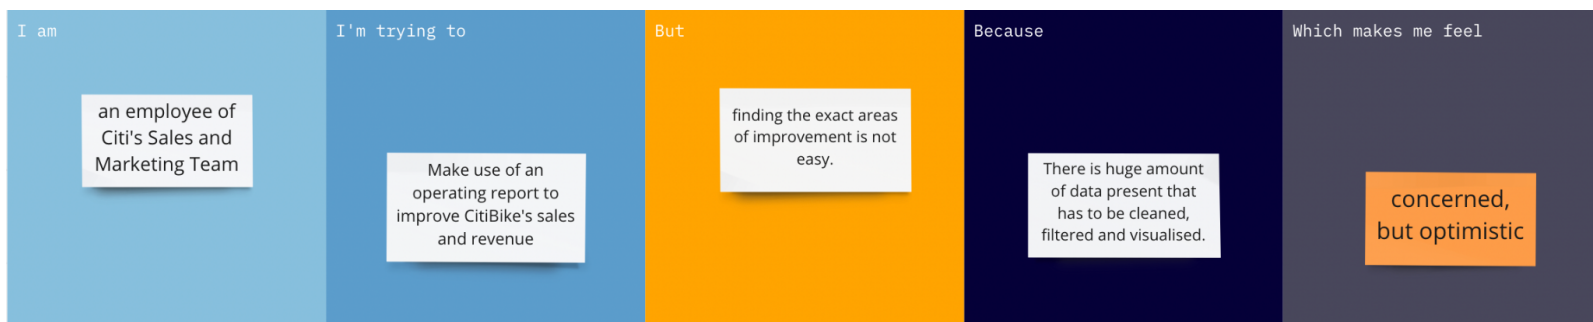 I am
an employee of
Citi's Sales and
Marketing Team
I'm trying to
Make use of an
operating report to
improve CitiBike's sales
and revenue
But
finding the exact areas
of improvement is not
easy.
Because
There is huge amount
of data present that
has to be cleaned,
filtered and visualised.
Which makes me feel
concerned,
but optimistic